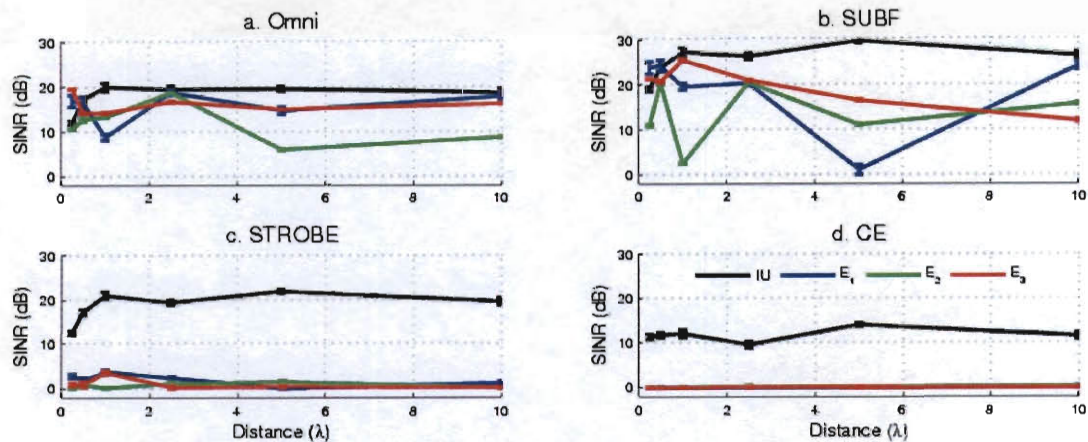 a. Omni
SINR (dB)
30
20
10
0
0 2 4 6 8 10
b. SUBF
SINR (dB)
30
20
10
0
0 2 4 6 8 10
c. STROBE
SINR (dB)
30
20
10
0
0 2 4 6 8 10
Distance (λ)
d. CE
IU E1 E2 E3
SINR (dB)
30
20
10
0
0 2 4 6 8 10
Distance (λ)